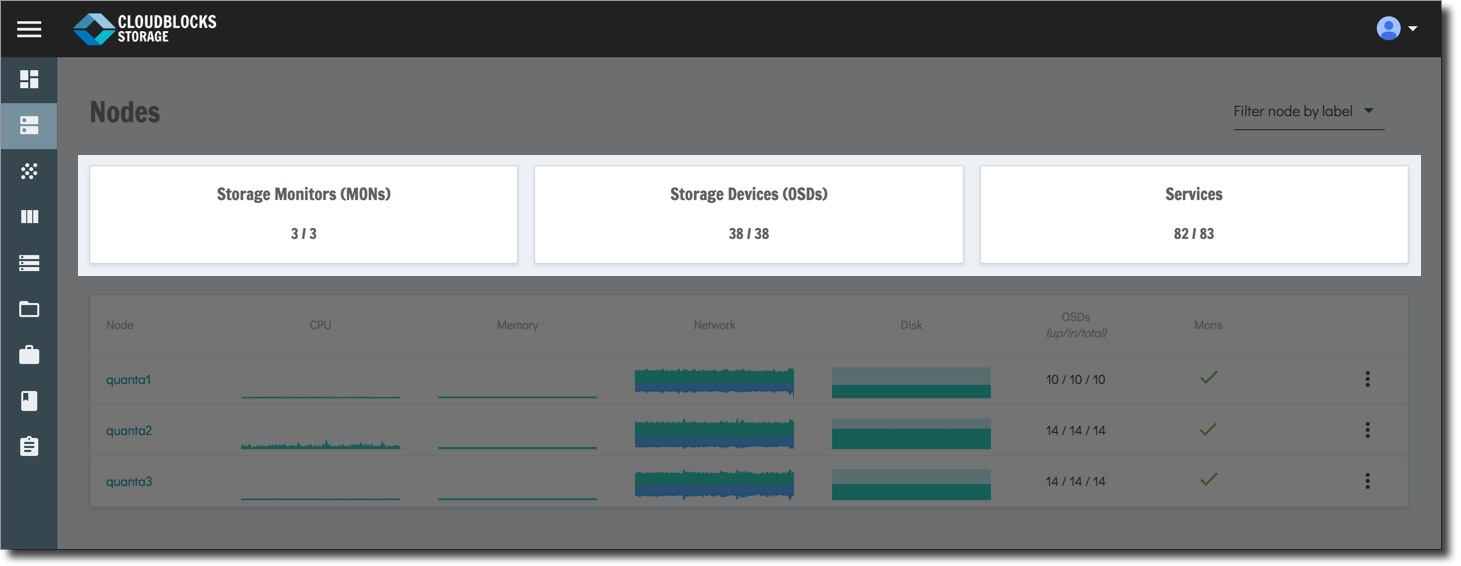 CLOUDBLOCKS
STORAGE
Nodes
Filter node by label
Storage Monitors (MONs)
3 / 3
Storage Devices (OSDs)
38 / 38
Services
82 / 83
Node CPU Memory Network Disk OSDs Mons
(up/in/total)
quanta1 10 / 10 / 10
quanta2 14 / 14 / 14
quanta3 14 / 14 / 14